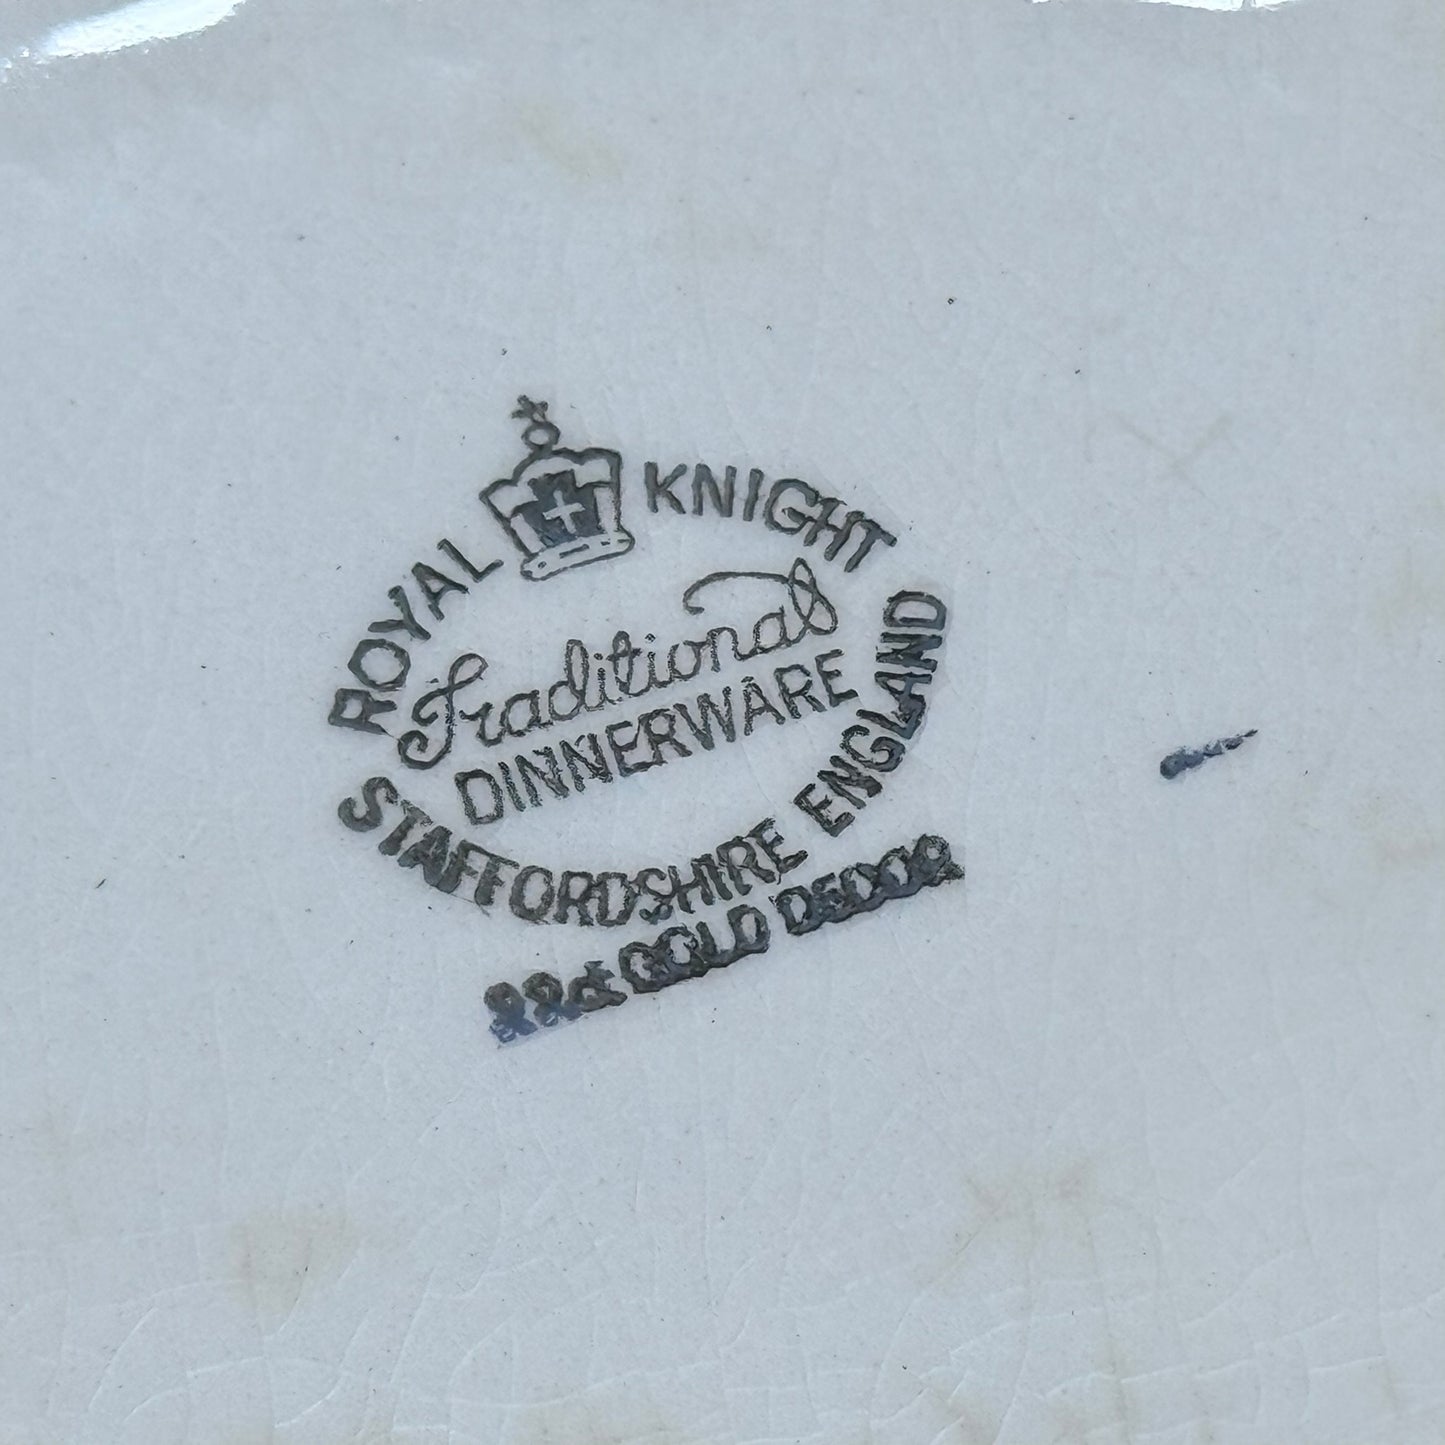 ROYAL KNIGHT
Traditional
DINNERWARE
STAFFORDSHIRE ENGLAND
22ct GOLD DECOR